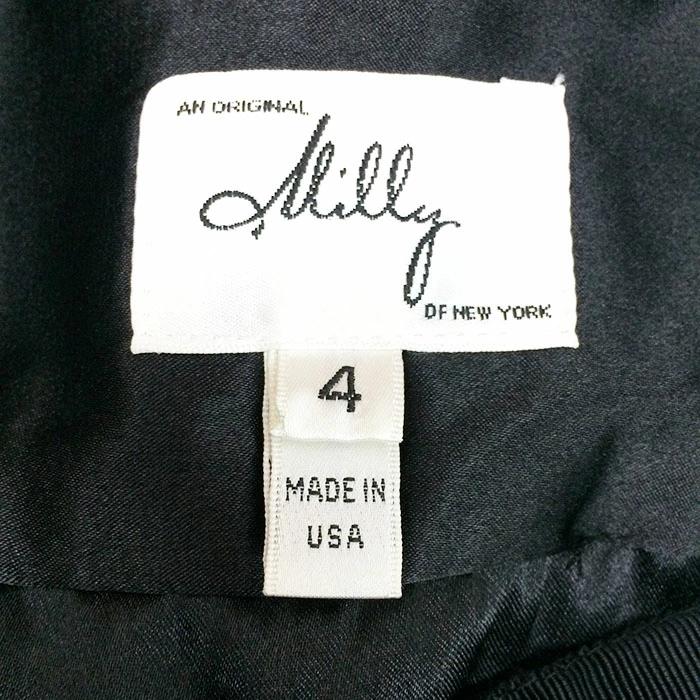 AN ORIGINAL
Milly
OF NEW YORK
4
MADE IN
USA